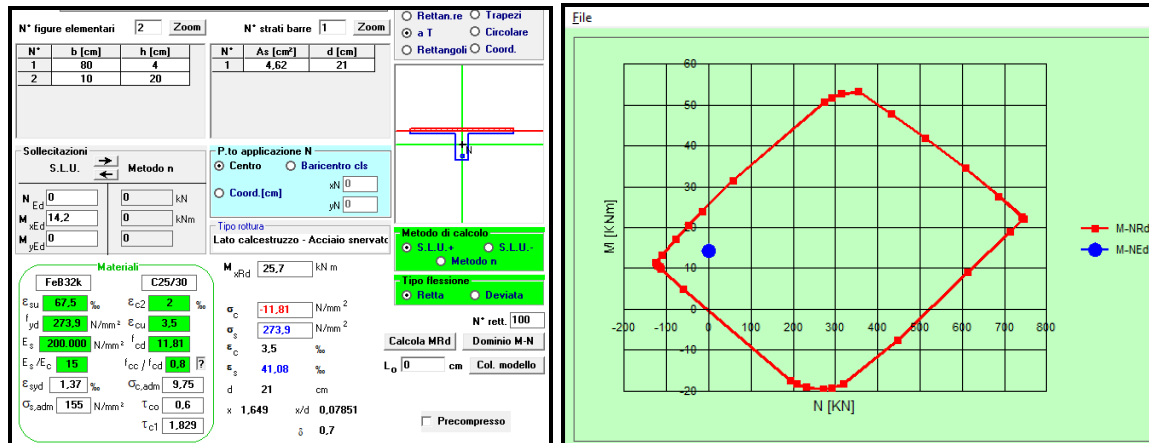 N° figure elementari 2 Zoom N° strati barre 1 Zoom
N° b [cm] h [cm]
1 80 4
2 10 20
N° As [cm²] d [cm]
1 4,62 21
Rettan.re Trapezi
a T Circolare
Rettangoli Coord.
N
Sollecitazioni
S.L.U. Metodo n
N Ed 0 0 kN
M xEd 14,2 0 kNm
M yEd 0 0
P.to applicazione N
Centro Baricentro cls
Coord.[cm] xN 0
yN 0
Tipo rottura
Lato calcestruzzo - Acciaio snervato
Metodo di calcolo
S.L.U.+ S.L.U.-
Metodo n
Tipo flessione
Retta Deviata
Materiali
FeB32k C25/30
εsu 67,5 ‰ εc2 2 ‰
fyd 273,9 N/mm² εcu 3,5
Es 200.000 N/mm² fcd 11,81
Es /Ec 15 fcc / fcd 0,8 ?
εsyd 1,37 ‰ σc,adm 9,75
σs,adm 155 N/mm² τco 0,6
τc1 1,829
M xRd 25,7 kN m
σc -11,81 N/mm²
σs 273,9 N/mm²
εc 3,5 ‰
εs 41,08 ‰
d 21 cm
x 1,649 x/d 0,07851
δ 0,7
N° rett. 100
Calcola MRd Dominio M-N
Lo 0 cm Col. modello
Precompresso
File
M [KNm]
60
50
40
30
20
10
0
-10
-20
-200 -100 0 100 200 300 400 500 600 700 800
N [KN]
M-NRd
M-NEd